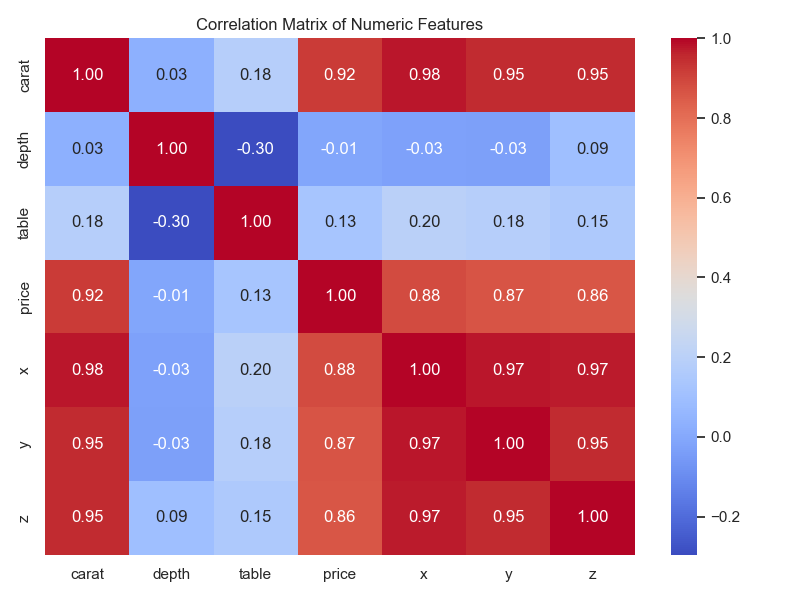 Correlation Matrix of Numeric Features
carat 1.00 0.03 0.18 0.92 0.98 0.95 0.95
depth 0.03 1.00 -0.30 -0.01 -0.03 -0.03 0.09
table 0.18 -0.30 1.00 0.13 0.20 0.18 0.15
price 0.92 -0.01 0.13 1.00 0.88 0.87 0.86
x 0.98 -0.03 0.20 0.88 1.00 0.97 0.97
y 0.95 -0.03 0.18 0.87 0.97 1.00 0.95
z 0.95 0.09 0.15 0.86 0.97 0.95 1.00
carat depth table price x y z
1.0
0.8
0.6
0.4
0.2
0.0
−0.2